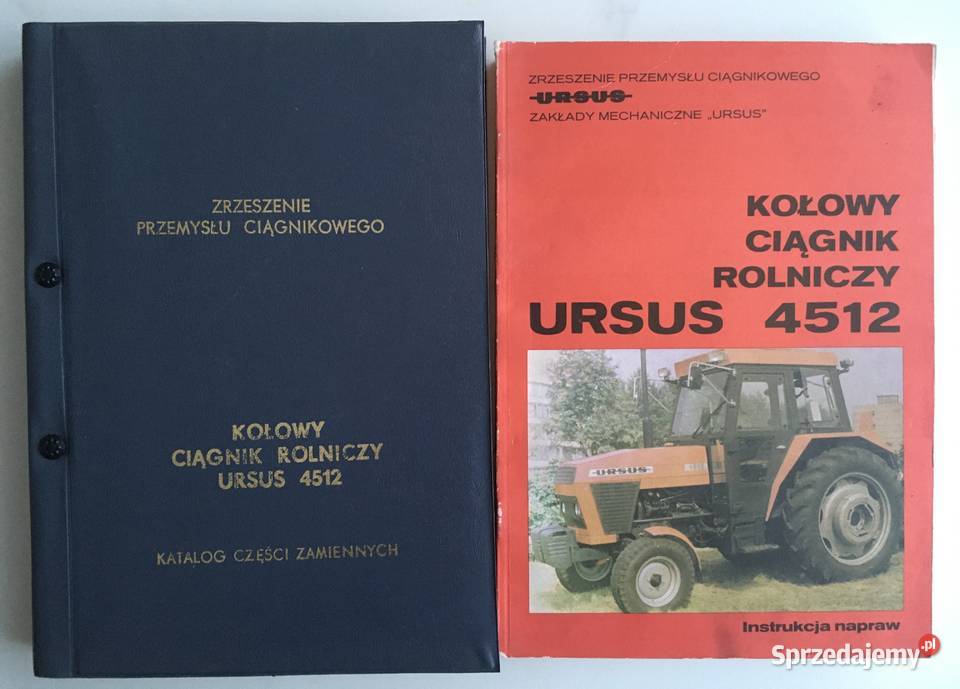 ZRZESZENIE
PRZEMYSŁU CIĄGNIKOWEGO
KOŁOWY
CIĄGNIK ROLNICZY
URSUS 4512
KATALOG CZĘŚCI ZAMIENNYCH
ZRZESZENIE PRZEMYSŁU CIĄGNIKOWEGO
URSUS
ZAKŁADY MECHANICZNE „URSUS”
KOŁOWY
CIĄGNIK
ROLNICZY
URSUS 4512
URSUS
Instrukcja napraw
Sprzedajemy.pl